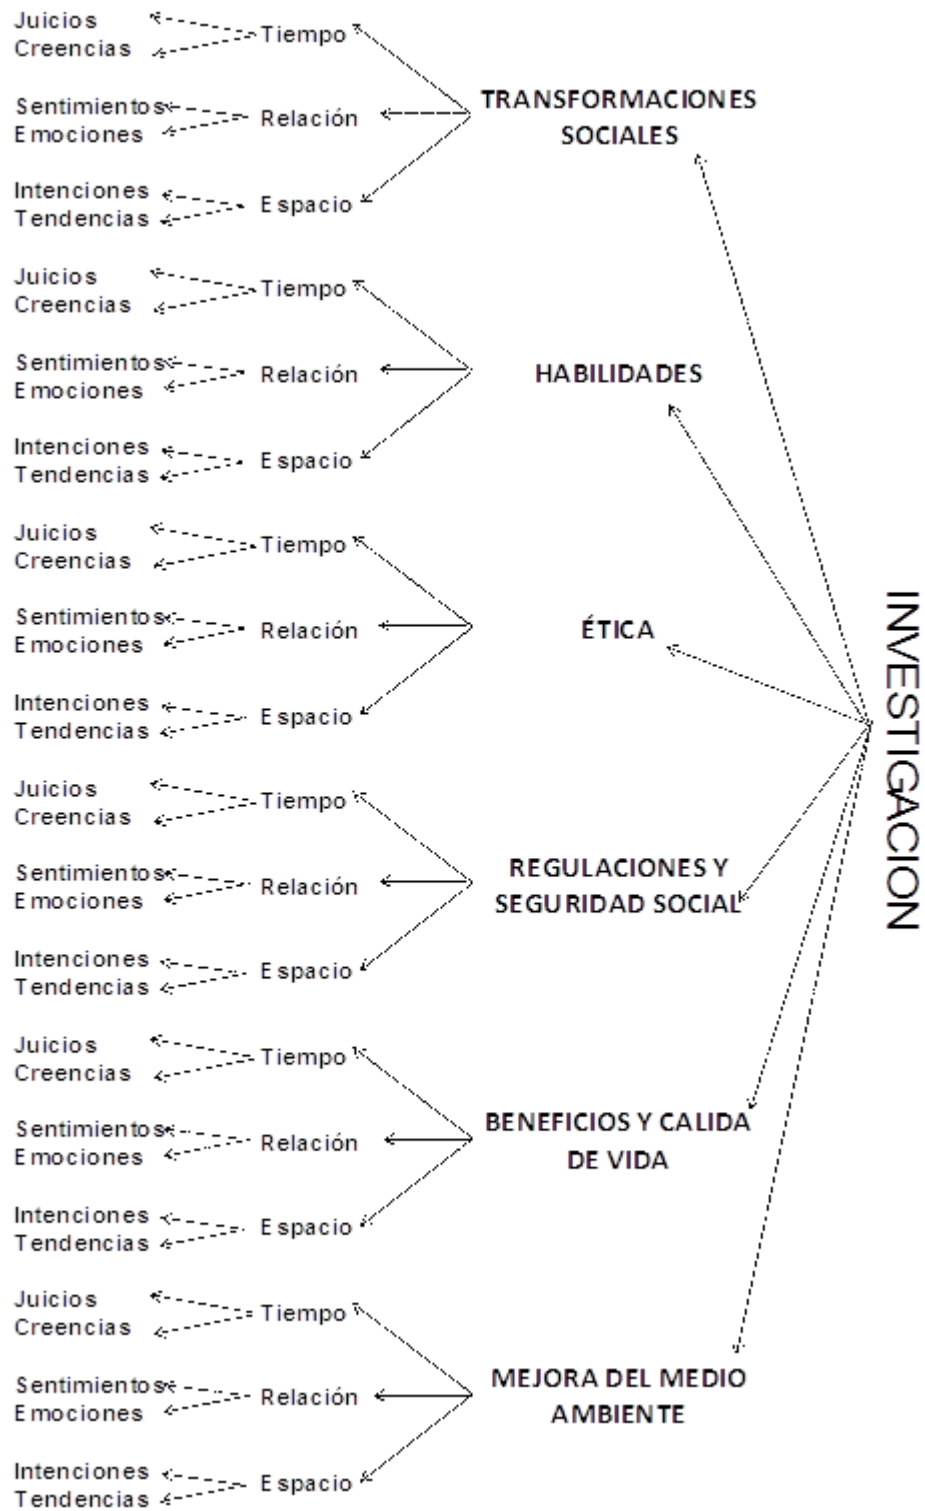 Juicios
Creencias
Tiempo
Sentimientos
Emociones
Relación
Intenciones
Tendencias
Espacio
TRANSFORMACIONES
SOCIALES
Juicios
Creencias
Tiempo
Sentimientos
Emociones
Relación
Intenciones
Tendencias
Espacio
HABILIDADES
Juicios
Creencias
Tiempo
Sentimientos
Emociones
Relación
Intenciones
Tendencias
Espacio
ÉTICA
Juicios
Creencias
Tiempo
Sentimientos
Emociones
Relación
Intenciones
Tendencias
Espacio
REGULACIONES Y
SEGURIDAD SOCIAL
Juicios
Creencias
Tiempo
Sentimientos
Emociones
Relación
Intenciones
Tendencias
Espacio
BENEFICIOS Y CALIDA
DE VIDA
Juicios
Creencias
Tiempo
Sentimientos
Emociones
Relación
Intenciones
Tendencias
Espacio
MEJORA DEL MEDIO
AMBIENTE
INVESTIGACION